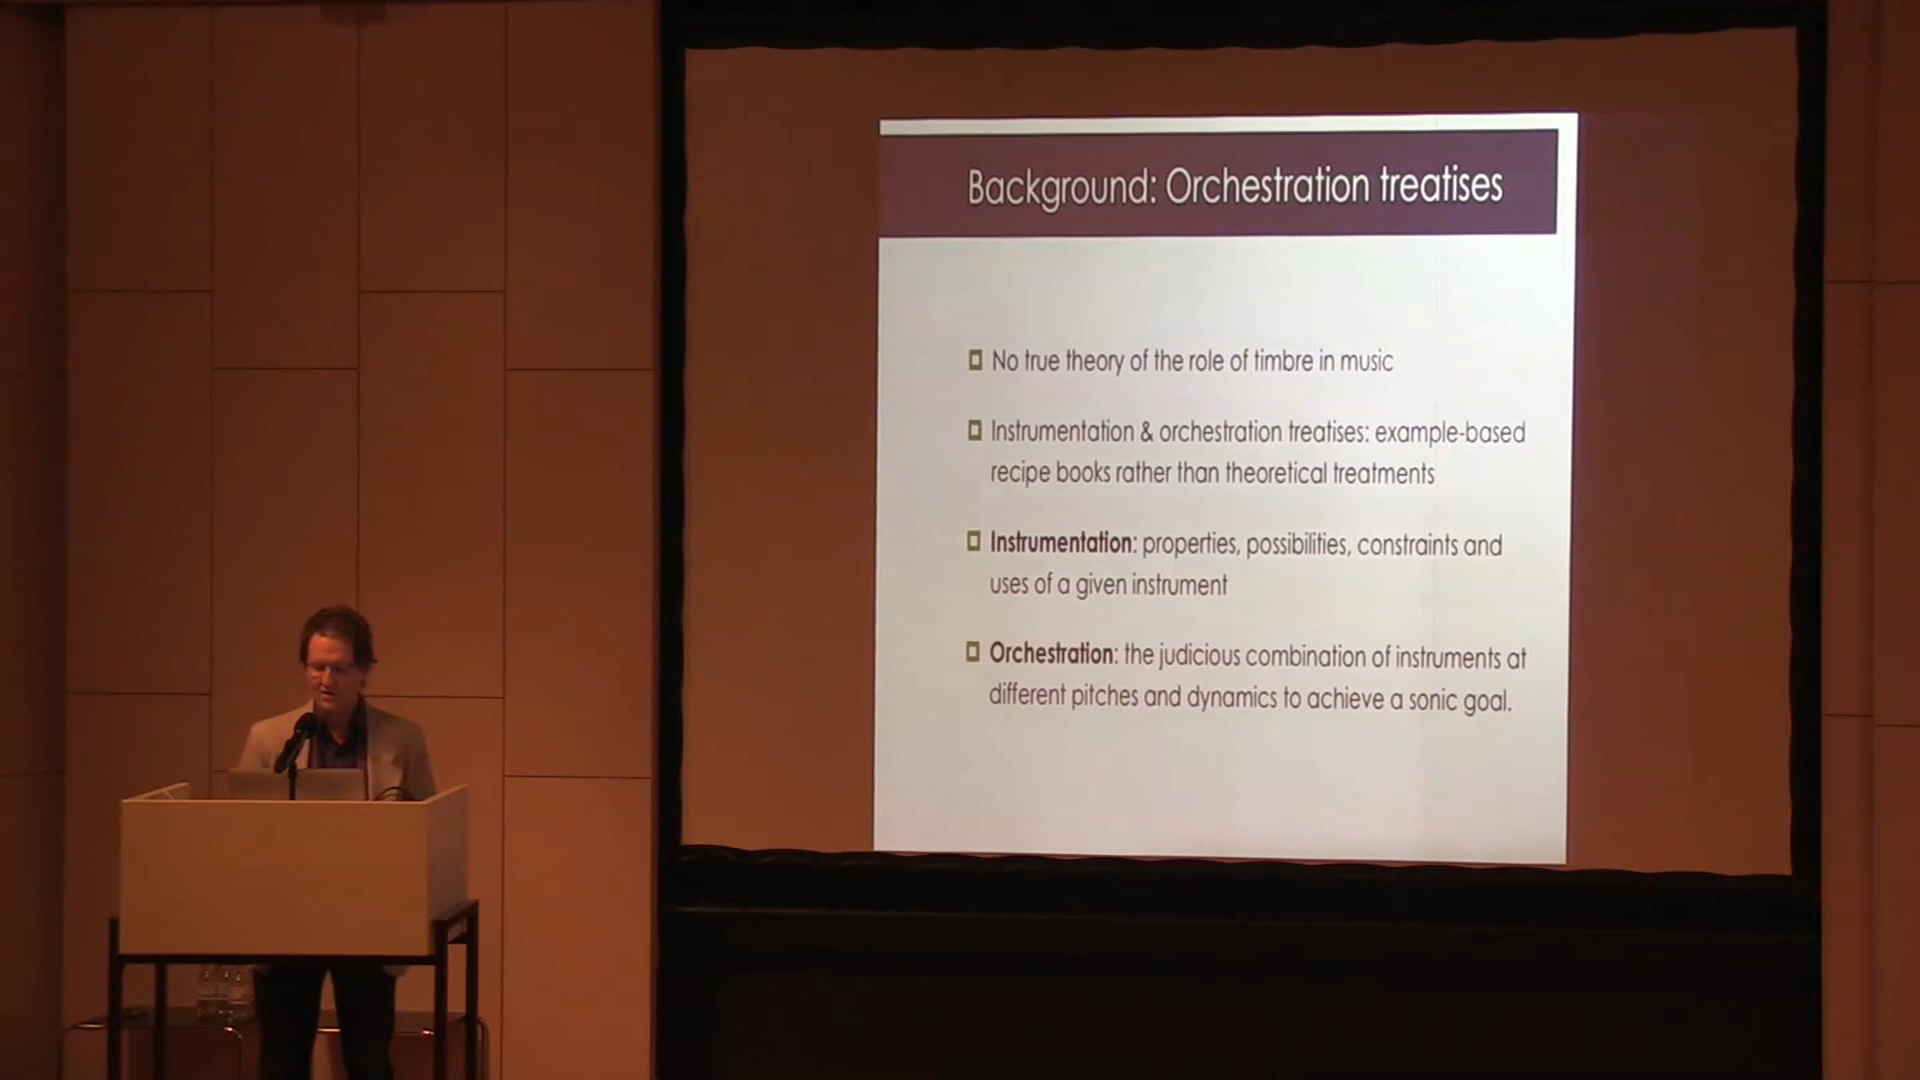 Background: Orchestration treatises
No true theory of the role of timbre in music
Instrumentation & orchestration treatises: example-based
recipe books rather than theoretical treatments
Instrumentation: properties, possibilities, constraints and
uses of a given instrument
Orchestration: the judicious combination of instruments at
different pitches and dynamics to achieve a sonic goal.